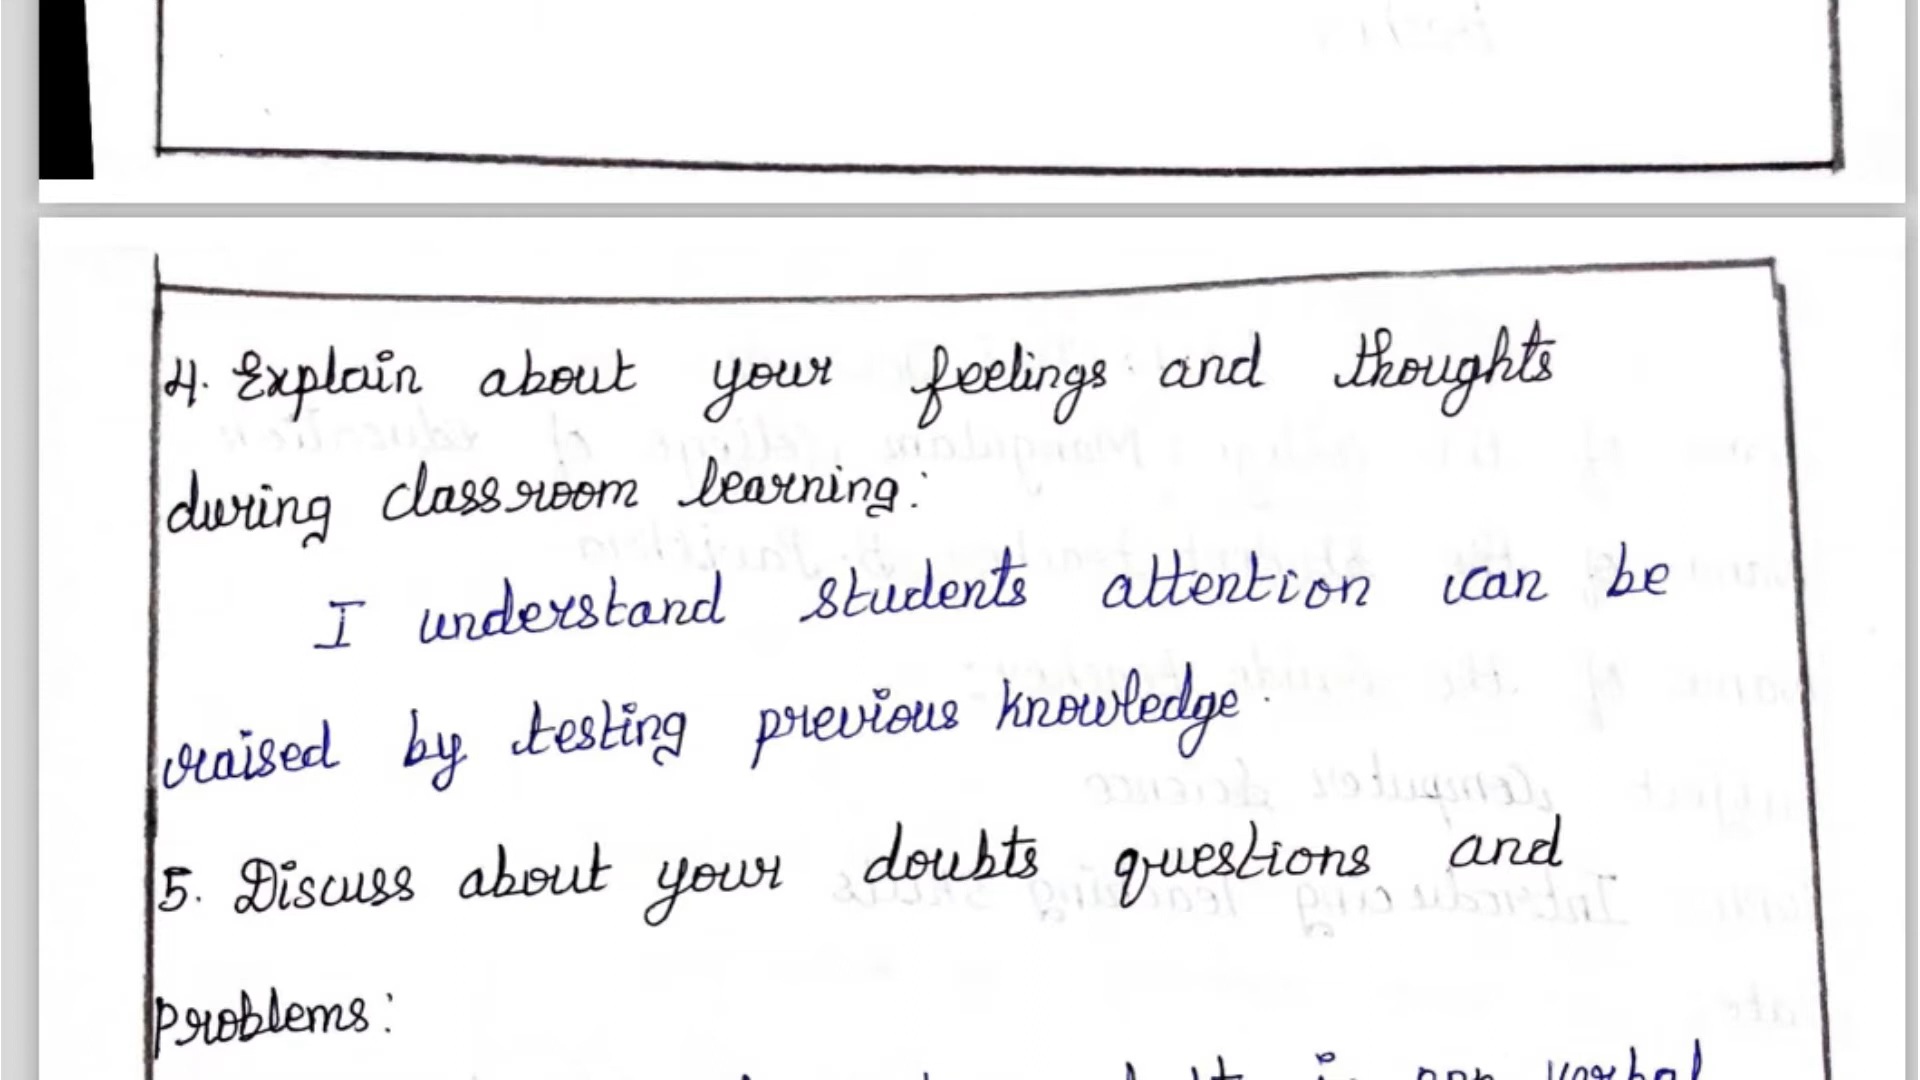 4. Explain about your feelings and thoughts
during classroom learning:
I understand students attention can be
raised by testing previous knowledge.
5. Discuss about your doubts questions and
problems:
verbal